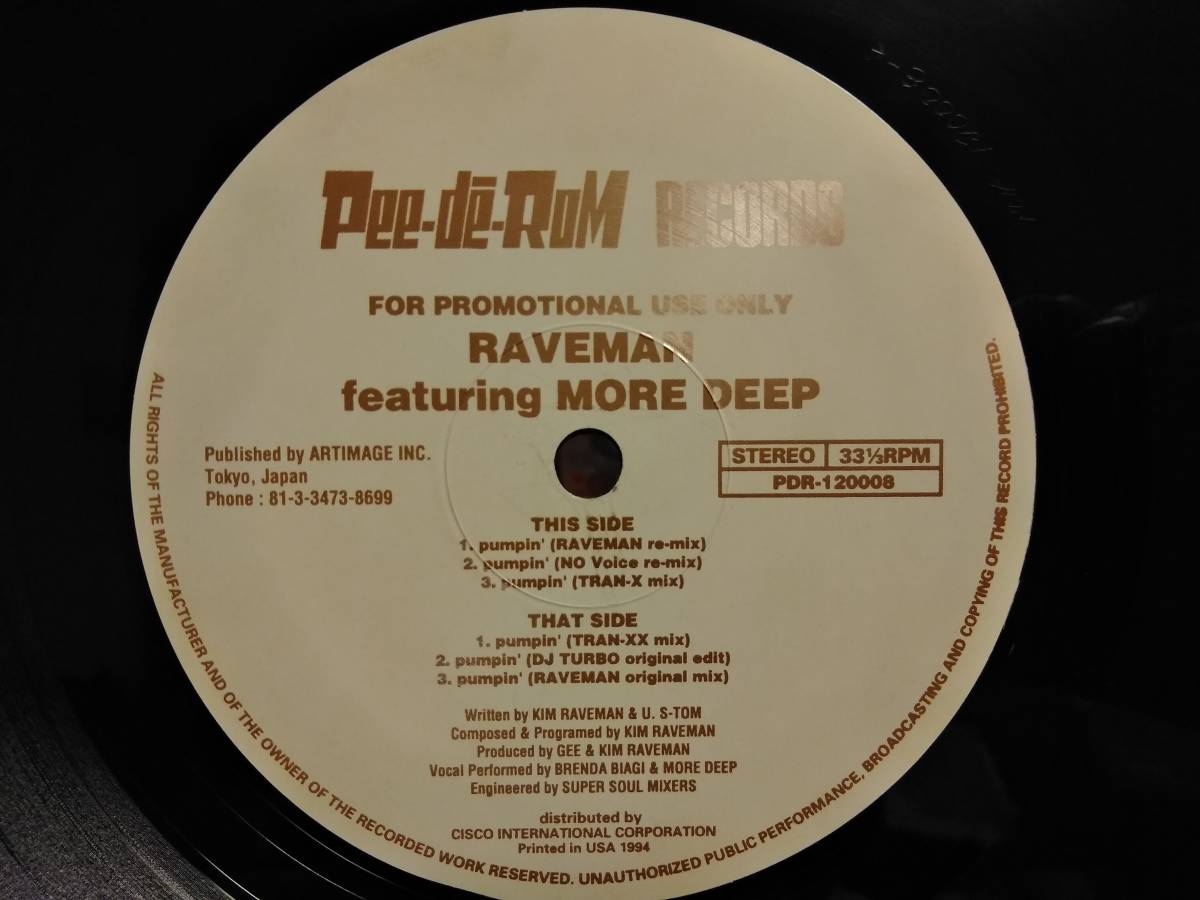 Pee-dē-RoM RECORDS
FOR PROMOTIONAL USE ONLY
RAVEMAN
featuring MORE DEEP
Published by ARTIMAGE INC.
Tokyo, Japan
Phone : 81-3-3473-8699
STEREO 33⅓RPM
PDR-120008
THIS SIDE
1. pumpin' (RAVEMAN re-mix)
2. pumpin' (NO Voice re-mix)
3. pumpin' (TRAN-X mix)
THAT SIDE
1. pumpin' (TRAN-XX mix)
2. pumpin' (DJ TURBO original edit)
3. pumpin' (RAVEMAN original mix)
Written by KIM RAVEMAN & U. S-TOM
Composed & Programed by KIM RAVEMAN
Produced by GEE & KIM RAVEMAN
Vocal Performed by BRENDA BIAGI & MORE DEEP
Engineered by SUPER SOUL MIXERS
distributed by
CISCO INTERNATIONAL CORPORATION
Printed in USA 1994
ALL RIGHTS OF THE MANUFACTURER AND OF THE OWNER OF THE RECORDED WORK RESERVED. UNAUTHORIZED PUBLIC PERFORMANCE, BROADCASTING AND COPYING OF THIS RECORD PROHIBITED.